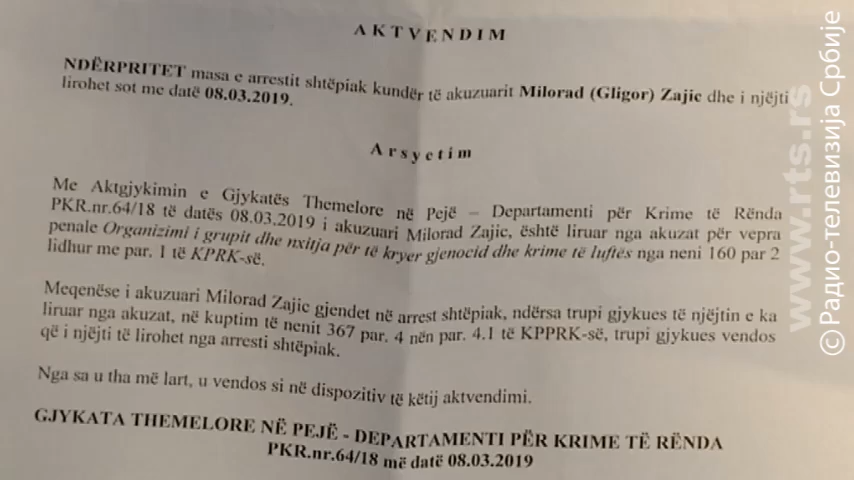 AKTVENDIM
NDËRPRITET masa e arrestit shtëpiak kundër të akuzuarit Milorad (Gligor) Zajic dhe i njëjti
lirohet sot me datë 08.03.2019.
Arsyetim
Me Aktgjykimin e Gjykatës Themelore në Pejë – Departamenti për Krime të Rënda
PKR.nr.64/18 të datës 08.03.2019 i akuzuari Milorad Zajic, është liruar nga akuzat për vepra
penale Organizimi i grupit dhe nxitja për të kryer gjenocid dhe krime të luftës nga neni 160 par 2
lidhur me par. 1 të KPRK-së.
Meqenëse i akuzuari Milorad Zajic gjendet në arrest shtëpiak, ndërsa trupi gjykues të njëjtin e ka
liruar nga akuzat, në kuptim të nenit 367 par. 4 nën par. 4.1 të KPPRK-së, trupi gjykues vendos
që i njëjti të lirohet nga arresti shtëpiak.
Nga sa u tha më lart, u vendos si në dispozitiv të këtij aktvendimi.
GJYKATA THEMELORE NË PEJË - DEPARTAMENTI PËR KRIME TË RËNDA
PKR.nr.64/18 më datë 08.03.2019
www.rts.rs
© Радио-телевизија Србије